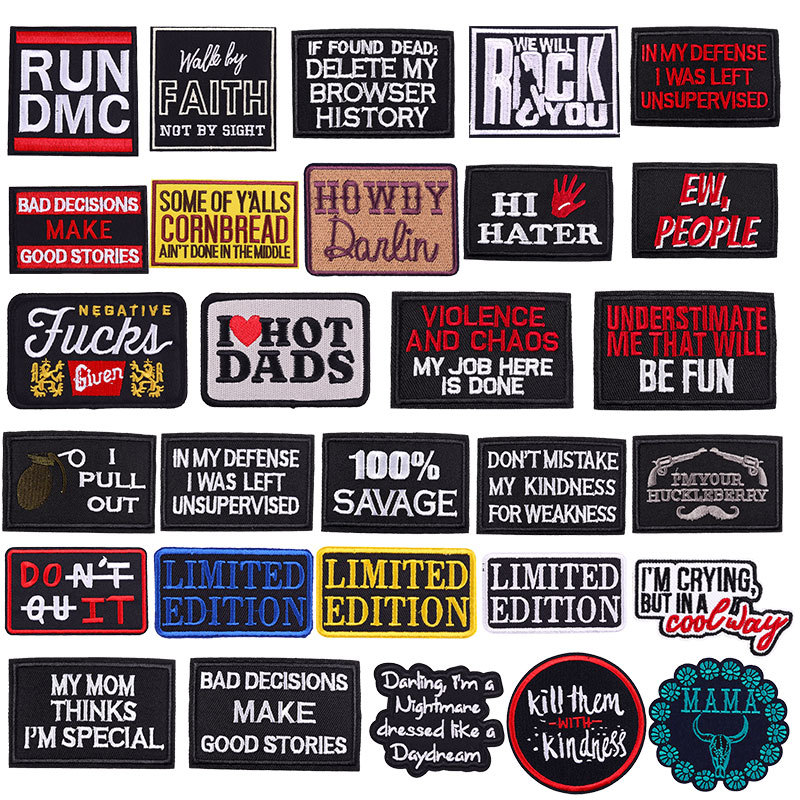 RUN
DMC
Walk by
FAITH
NOT BY SIGHT
IF FOUND DEAD:
DELETE MY
BROWSER
HISTORY
WE WILL
ROCK
YOU
IN MY DEFENSE
I WAS LEFT
UNSUPERVISED
BAD DECISIONS
MAKE
GOOD STORIES
SOME OF Y'ALLS
CORNBREAD
AIN'T DONE IN THE MIDDLE
HOWDY
Darlin
HI
HATER
EW,
PEOPLE
NEGATIVE
Fucks
Given
I ♥ HOT
DADS
VIOLENCE
AND CHAOS
MY JOB HERE
IS DONE
UNDERSTIMATE
ME THAT WILL
BE FUN
I
PULL
OUT
IN MY DEFENSE
I WAS LEFT
UNSUPERVISED
100%
SAVAGE
DON'T MISTAKE
MY KINDNESS
FOR WEAKNESS
I'M YOUR
HUCKLEBERRY
DON'T
QUIT
LIMITED
EDITION
LIMITED
EDITION
LIMITED
EDITION
I'M CRYING,
BUT IN A
cool way
MY MOM
THINKS
I'M SPECIAL
BAD DECISIONS
MAKE
GOOD STORIES
Darling, I'm a
Nightmare
dressed like a
Daydream
kill them
WITH
kindness
MAMA